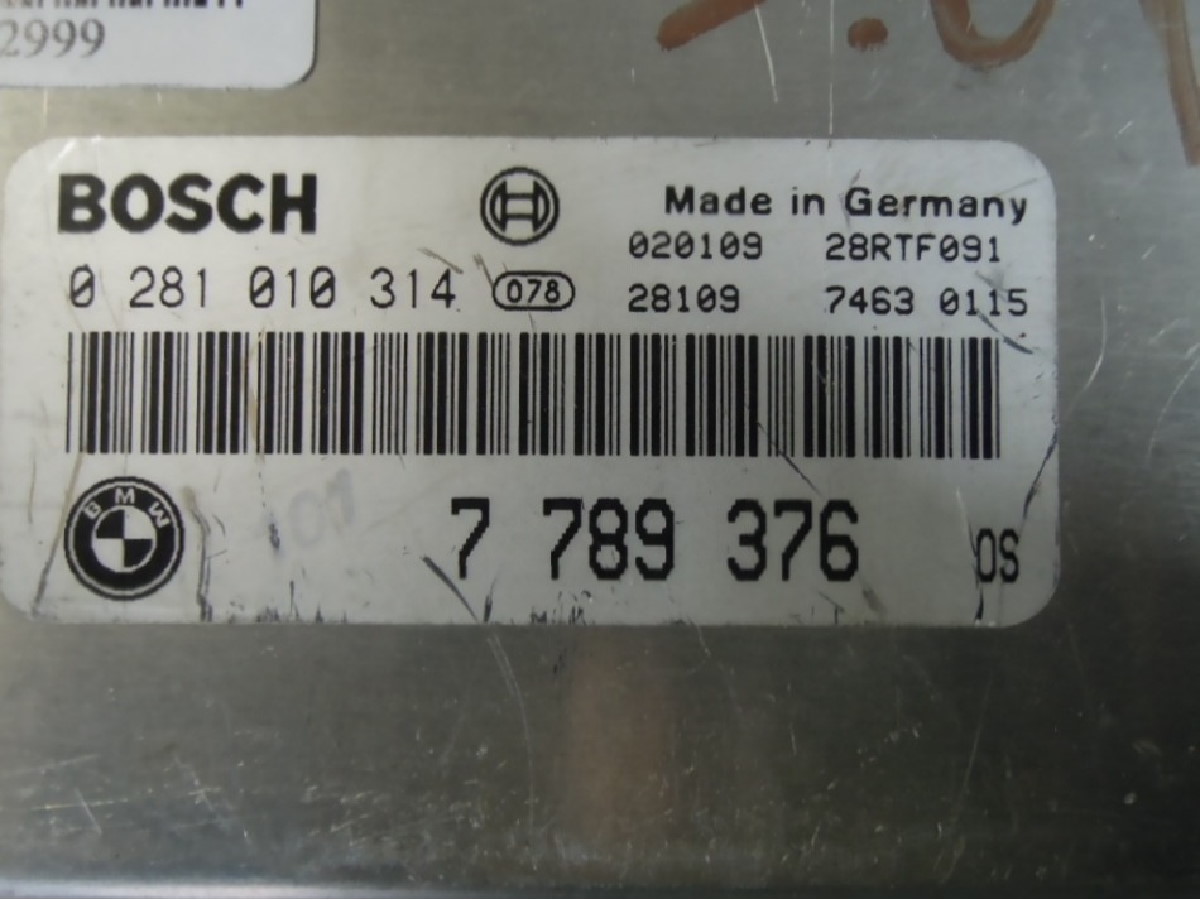 2999
BOSCH
Made in Germany
020109 28RTF091
0 281 010 314 078 28109 7463 0115
BMW
7 789 376 OS